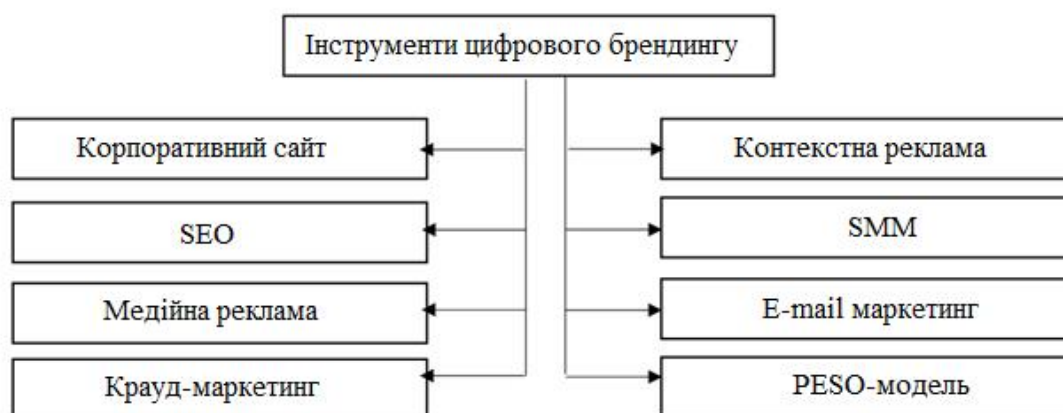 Інструменти цифрового брендингу
Корпоративний сайт
Контекстна реклама
SEO
SMM
Медійна реклама
E-mail маркетинг
Крауд-маркетинг
PESO-модель